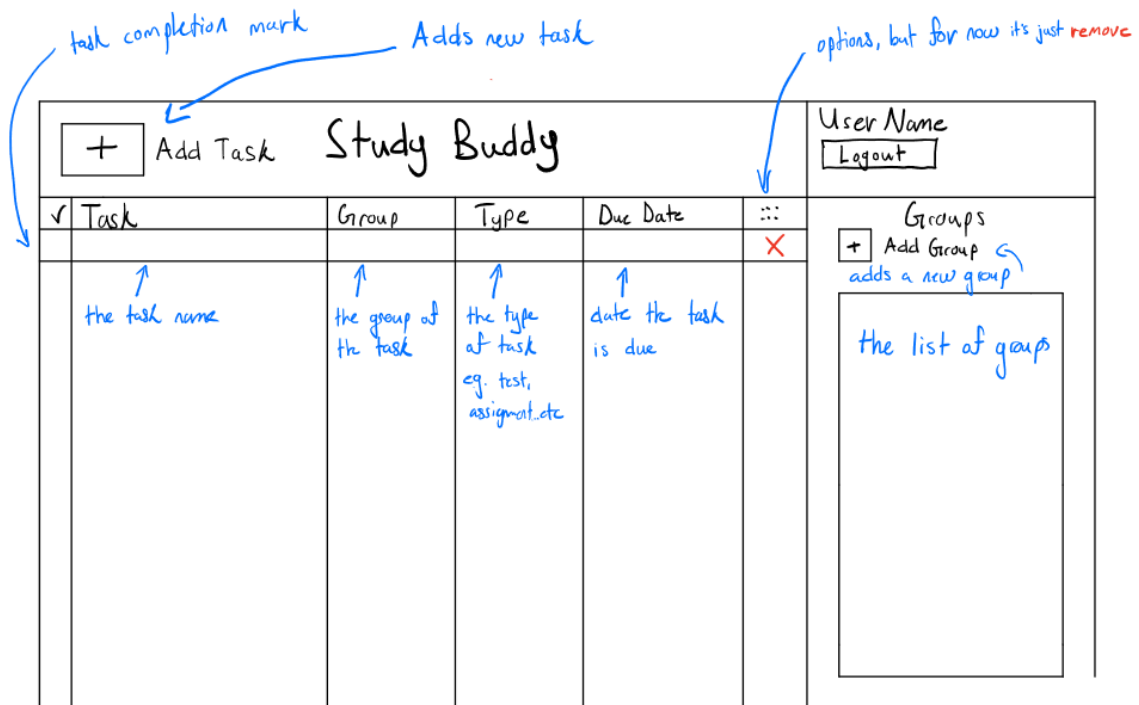 task completion mark
Adds new task
options, but for now it's just remove
+ Add Task
Study Buddy
User Name
Logout
✓ Task Group Type Due Date :::
X
Groups
+ Add Group
adds a new group
the task name
the group of
the task
the type
of task
eg. test,
assigment..etc
date the task
is due
the list of groups